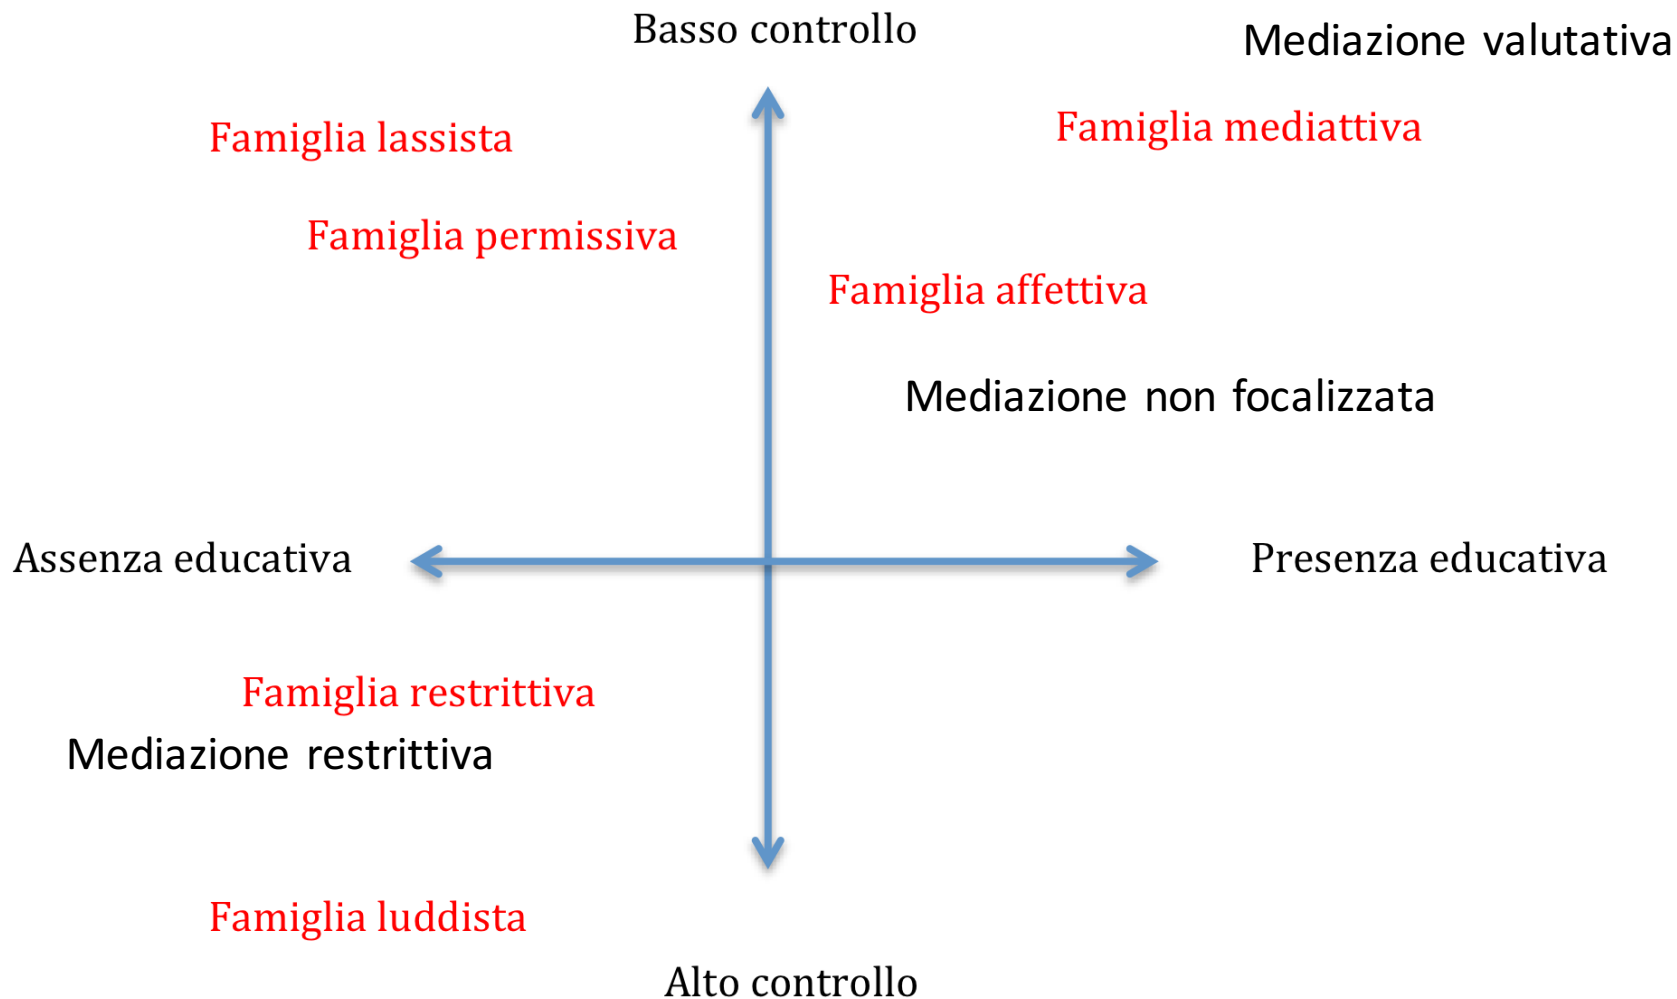 Basso controllo
Mediazione valutativa
Famiglia lassista
Famiglia mediattiva
Famiglia permissiva
Famiglia affettiva
Mediazione non focalizzata
Assenza educativa
Presenza educativa
Famiglia restrittiva
Mediazione restrittiva
Famiglia luddista
Alto controllo